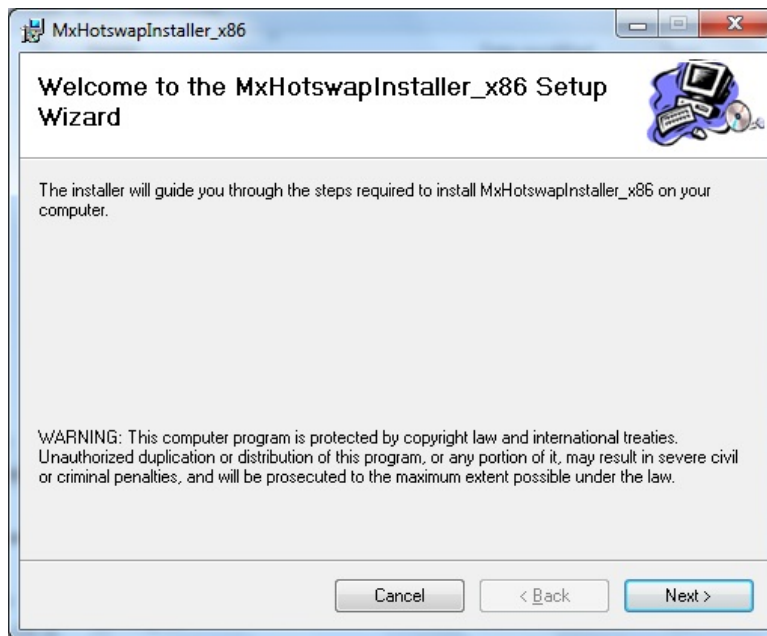 MxHotswapInstaller_x86
Welcome to the MxHotswapInstaller_x86 Setup
Wizard
The installer will guide you through the steps required to install MxHotswapInstaller_x86 on your
computer.
WARNING: This computer program is protected by copyright law and international treaties.
Unauthorized duplication or distribution of this program, or any portion of it, may result in severe civil
or criminal penalties, and will be prosecuted to the maximum extent possible under the law.
Cancel
< Back
Next >